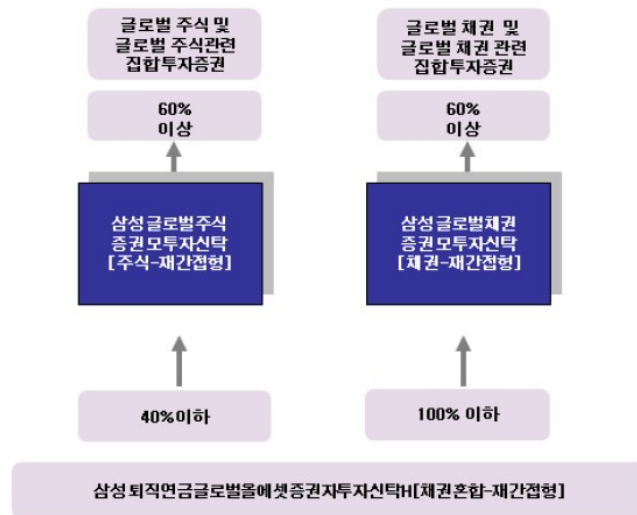 글로벌 주식 및
글로벌 주식관련
집합투자증권
글로벌 채권 및
글로벌 채권 관련
집합투자증권
60%
이상
60%
이상
삼성글로벌주식
증권모투자신탁
[주식-재간접형]
삼성글로벌채권
증권모투자신탁
[채권-재간접형]
40%이하
100% 이하
삼성퇴직연금글로벌올에셋증권자투자신탁H[채권혼합-재간접형]